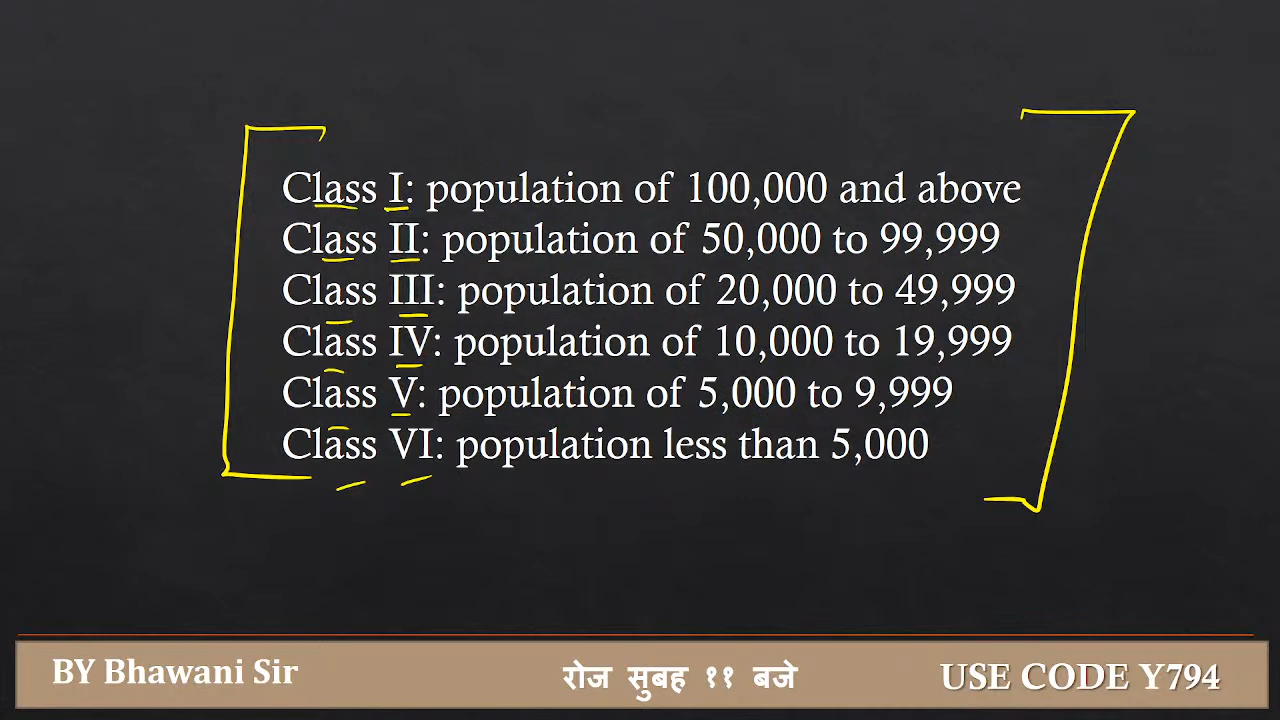 Class I: population of 100,000 and above
Class II: population of 50,000 to 99,999
Class III: population of 20,000 to 49,999
Class IV: population of 10,000 to 19,999
Class V: population of 5,000 to 9,999
Class VI: population less than 5,000
BY Bhawani Sir
रोज सुबह ११ बजे
USE CODE Y794